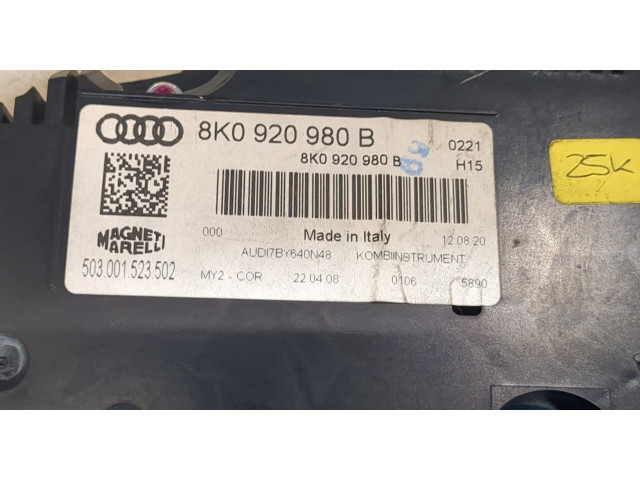 8K0 920 980 B
8K0 920 980 B
0221
H15
25K
000
Made in Italy
12.08.20
MAGNETI
MARELLI
AUDI7BY640N48 KOMBIINSTRUMENT
503.001.523.502
MY2 - COR 22 04 08 0106 5890